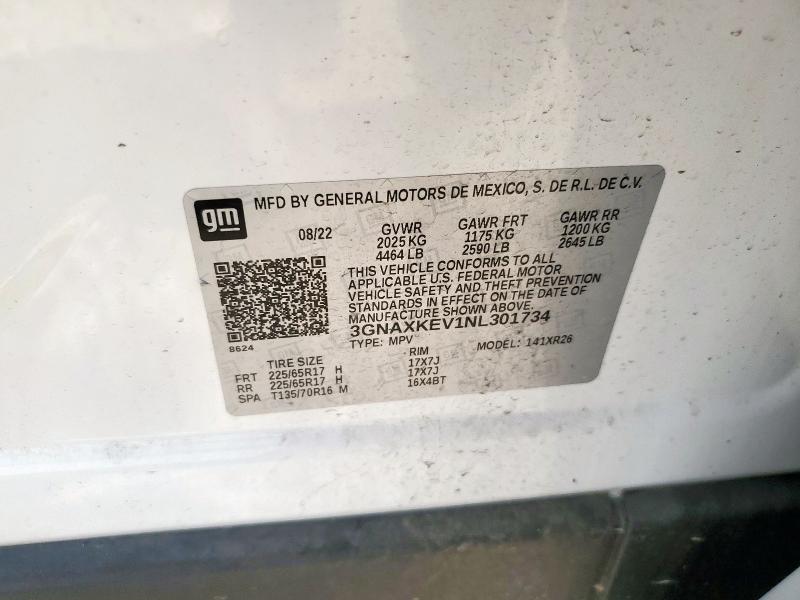 gm
MFD BY GENERAL MOTORS DE MEXICO, S. DE R.L. DE C.V.
08/22 GVWR GAWR FRT GAWR RR
2025 KG 1175 KG 1200 KG
4464 LB 2590 LB 2645 LB
THIS VEHICLE CONFORMS TO ALL
APPLICABLE U.S. FEDERAL MOTOR
VEHICLE SAFETY AND THEFT PREVENTION
STANDARDS IN EFFECT ON THE DATE OF
MANUFACTURE SHOWN ABOVE.
3GNAXKEV1NL301734
8624
TYPE: MPV MODEL: 141XR26
TIRE SIZE RIM
FRT 225/65R17 H 17X7J
RR 225/65R17 H 17X7J
SPA T135/70R16 M 16X4BT